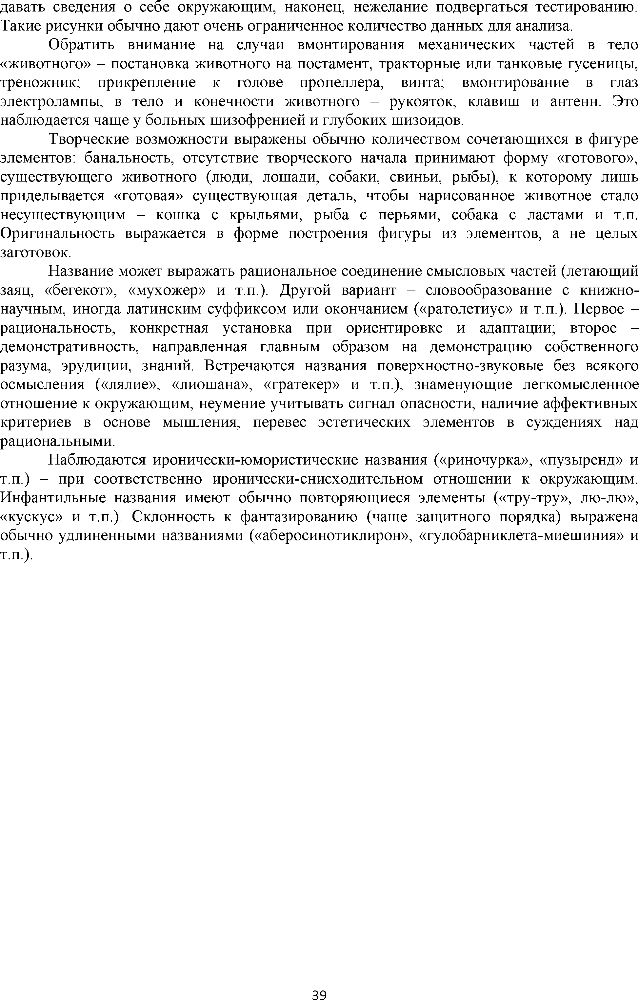 давать сведения о себе окружающим, наконец, нежелание подвергаться тестированию.
Такие рисунки обычно дают очень ограниченное количество данных для анализа.
Обратить внимание на случаи вмонтирования механических частей в тело
«животного» – постановка животного на постамент, тракторные или танковые гусеницы,
треножник; прикрепление к голове пропеллера, винта; вмонтирование в глаз
электролампы, в тело и конечности животного – рукояток, клавиш и антенн. Это
наблюдается чаще у больных шизофренией и глубоких шизоидов.
Творческие возможности выражены обычно количеством сочетающихся в фигуре
элементов: банальность, отсутствие творческого начала принимают форму «готового»,
существующего животного (люди, лошади, собаки, свиньи, рыбы), к которому лишь
приделывается «готовая» существующая деталь, чтобы нарисованное животное стало
несуществующим – кошка с крыльями, рыба с перьями, собака с ластами и т.п.
Оригинальность выражается в форме построения фигуры из элементов, а не целых
заготовок.
Название может выражать рациональное соединение смысловых частей (летающий
заяц, «бегекот», «мухожер» и т.п.). Другой вариант – словообразование с книжно-
научным, иногда латинским суффиксом или окончанием («ратолетиус» и т.п.). Первое –
рациональность, конкретная установка при ориентировке и адаптации; второе –
демонстративность, направленная главным образом на демонстрацию собственного
разума, эрудиции, знаний. Встречаются названия поверхностно-звуковые без всякого
осмысления («лялие», «лиошана», «гратекер» и т.п.), знаменующие легкомысленное
отношение к окружающим, неумение учитывать сигнал опасности, наличие аффективных
критериев в основе мышления, перевес эстетических элементов в суждениях над
рациональными.
Наблюдаются иронически-юмористические названия («риночурка», «пузыренд» и
т.п.) – при соответственно иронически-снисходительном отношении к окружающим.
Инфантильные названия имеют обычно повторяющиеся элементы («тру-тру», лю-лю»,
«кускус» и т.п.). Склонность к фантазированию (чаще защитного порядка) выражена
обычно удлиненными названиями («аберосинотиклирон», «гулобарниклета-миешиния» и
т.п.).
39